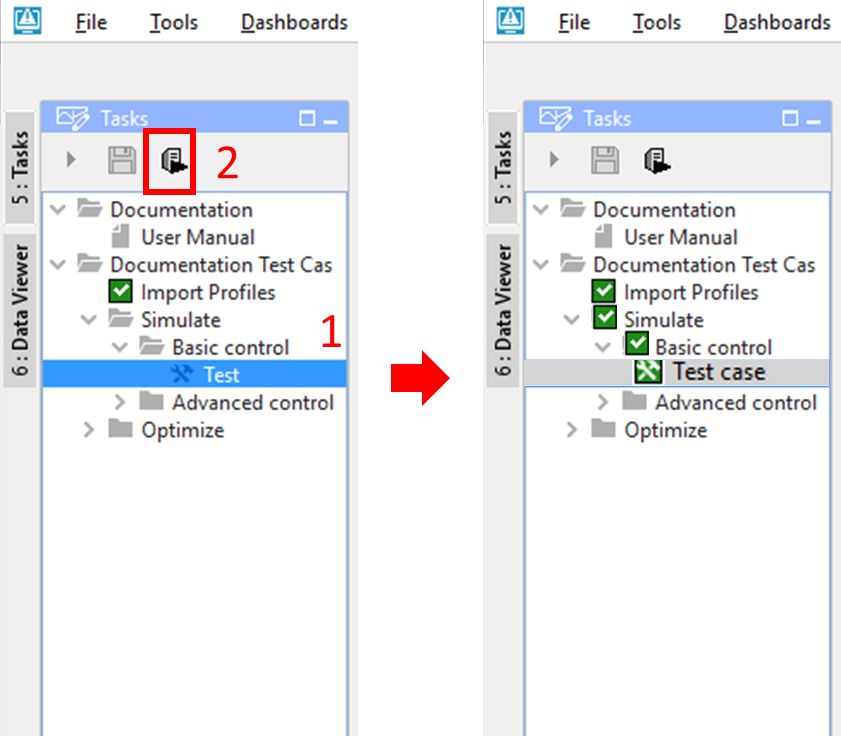 File Tools Dashboards
Tasks
2
5 : Tasks
6 : Data Viewer
Documentation
User Manual
Documentation Test Cas
Import Profiles
Simulate
1
Basic control
Test
Advanced control
Optimize
File Tools Dashboards
Tasks
5 : Tasks
6 : Data Viewer
Documentation
User Manual
Documentation Test Cas
Import Profiles
Simulate
Basic control
Test case
Advanced control
Optimize